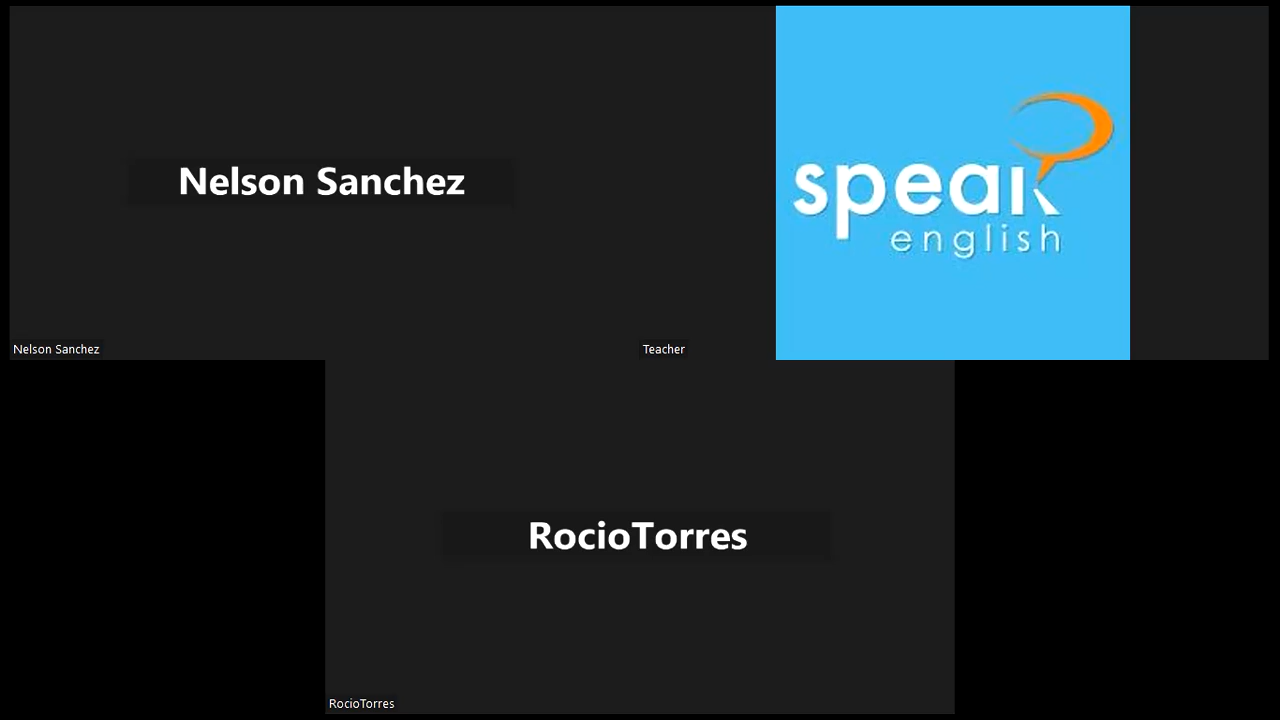 Nelson Sanchez
Nelson Sanchez
speak
english
Teacher
RocioTorres
RocioTorres